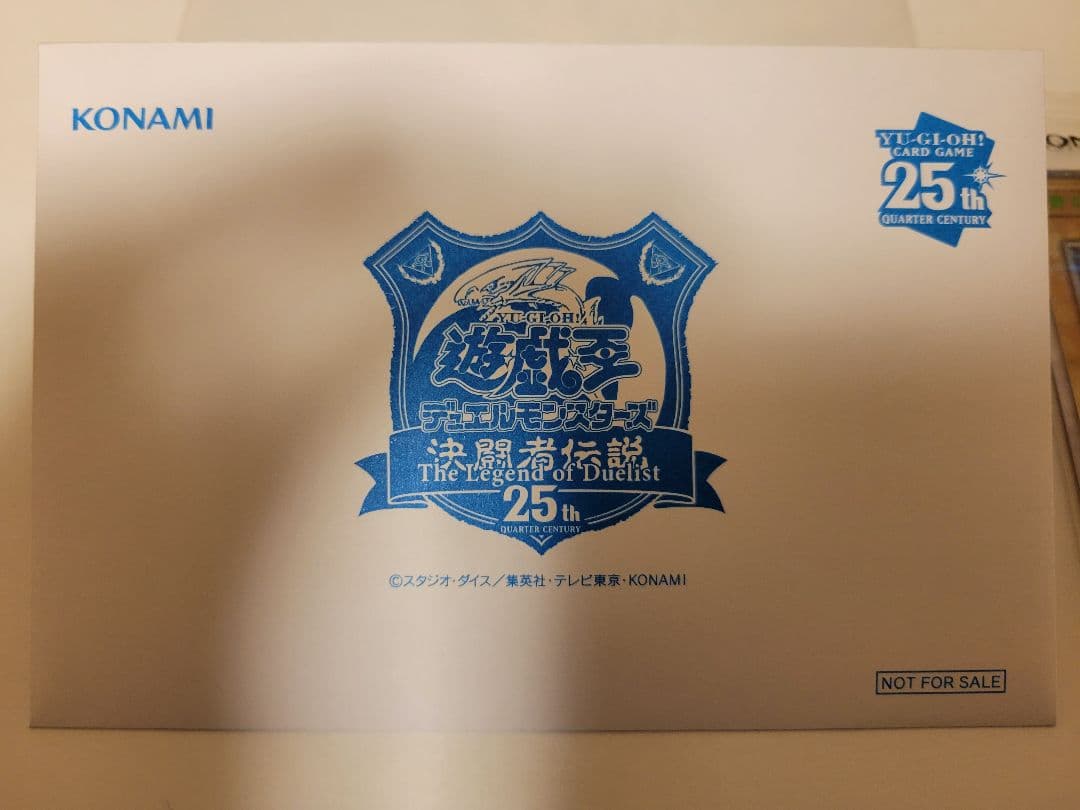 KONAMI
YU-GI-OH!
CARD GAME
25th
QUARTER CENTURY
YU-GI-OH!
遊戯王
デュエルモンスターズ
決闘者伝説
The Legend of Duelist
25th
QUARTER CENTURY
©スタジオ・ダイス/集英社・テレビ東京・KONAMI
NOT FOR SALE